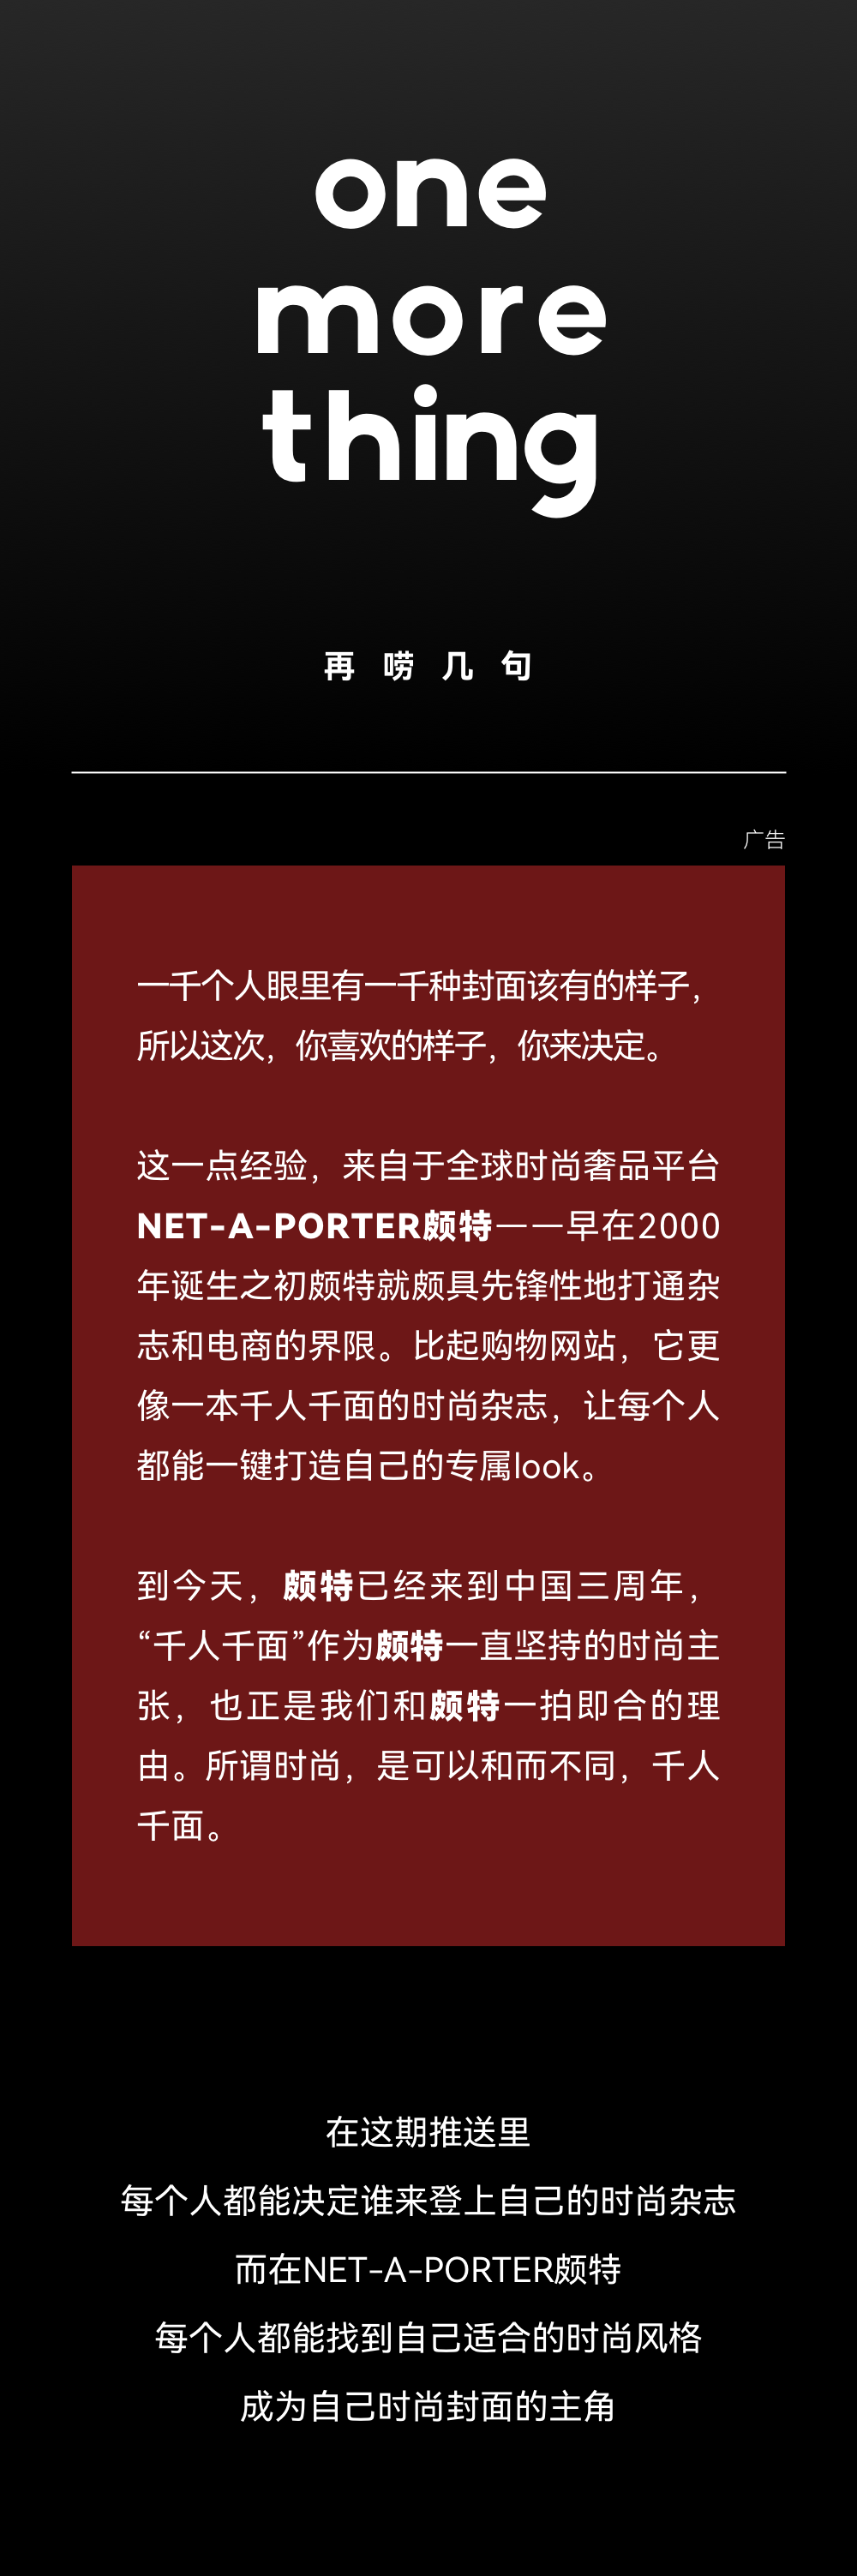 one
more
thing
再唠几句
广告
一千个人眼里有一千种封面该有的样子，
所以这次，你喜欢的样子，你来决定。
这一点经验，来自于全球时尚奢品平台
NET-A-PORTER颇特——早在2000
年诞生之初颇特就颇具先锋性地打通杂
志和电商的界限。比起购物网站，它更
像一本千人千面的时尚杂志，让每个人
都能一键打造自己的专属look。
到今天，颇特已经来到中国三周年，
“千人千面”作为颇特一直坚持的时尚主
张，也正是我们和颇特一拍即合的理
由。所谓时尚，是可以和而不同，千人
千面。
在这期推送里
每个人都能决定谁来登上自己的时尚杂志
而在NET-A-PORTER颇特
每个人都能找到自己适合的时尚风格
成为自己时尚封面的主角